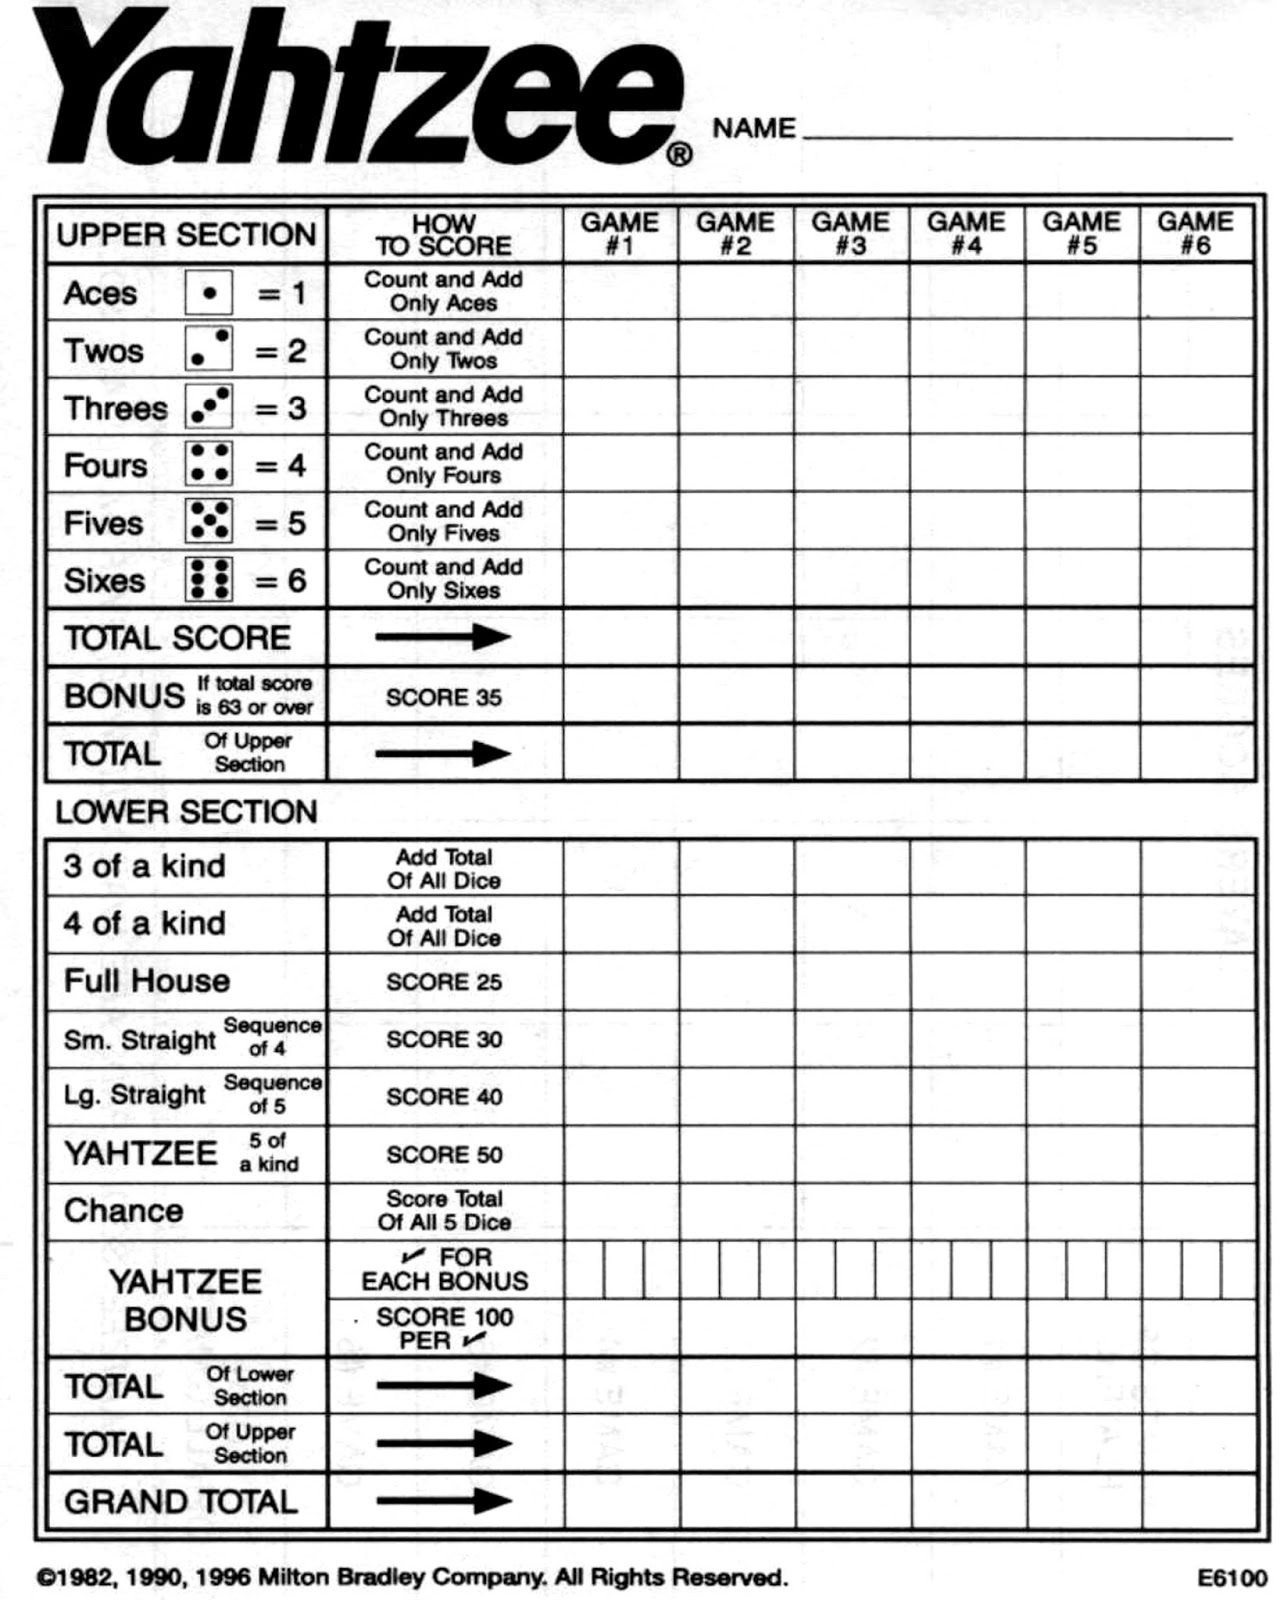 Yahtzee®
NAME
UPPER SECTION
HOW
TO SCORE
GAME
#1
GAME
#2
GAME
#3
GAME
#4
GAME
#5
GAME
#6
Aces = 1
Count and Add
Only Aces
Twos = 2
Count and Add
Only Twos
Threes = 3
Count and Add
Only Threes
Fours = 4
Count and Add
Only Fours
Fives = 5
Count and Add
Only Fives
Sixes = 6
Count and Add
Only Sixes
TOTAL SCORE
BONUS If total score
is 63 or over
SCORE 35
TOTAL Of Upper
Section
LOWER SECTION
3 of a kind
Add Total
Of All Dice
4 of a kind
Add Total
Of All Dice
Full House
SCORE 25
Sm. Straight Sequence
of 4
SCORE 30
Lg. Straight Sequence
of 5
SCORE 40
YAHTZEE 5 of
a kind
SCORE 50
Chance
Score Total
Of All 5 Dice
YAHTZEE
BONUS
✓ FOR
EACH BONUS
SCORE 100
PER ✓
TOTAL Of Lower
Section
TOTAL Of Upper
Section
GRAND TOTAL
©1982, 1990, 1996 Milton Bradley Company. All Rights Reserved.
E6100